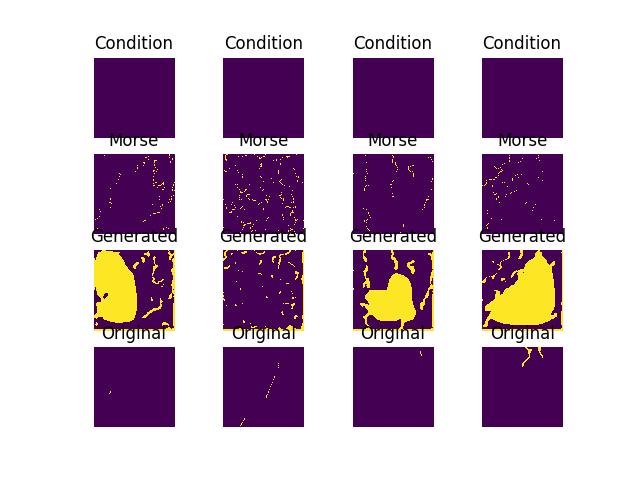 Condition Condition Condition Condition
Morse Morse Morse Morse
Generated Generated Generated Generated
Original Original Original Original